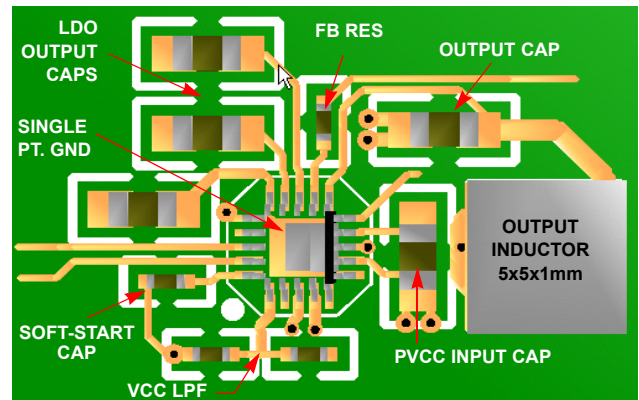 LDO
OUTPUT
CAPS
FB RES
OUTPUT CAP
SINGLE
PT. GND
OUTPUT
INDUCTOR
5x5x1mm
SOFT-START
CAP
VCC LPF
PVCC INPUT CAP